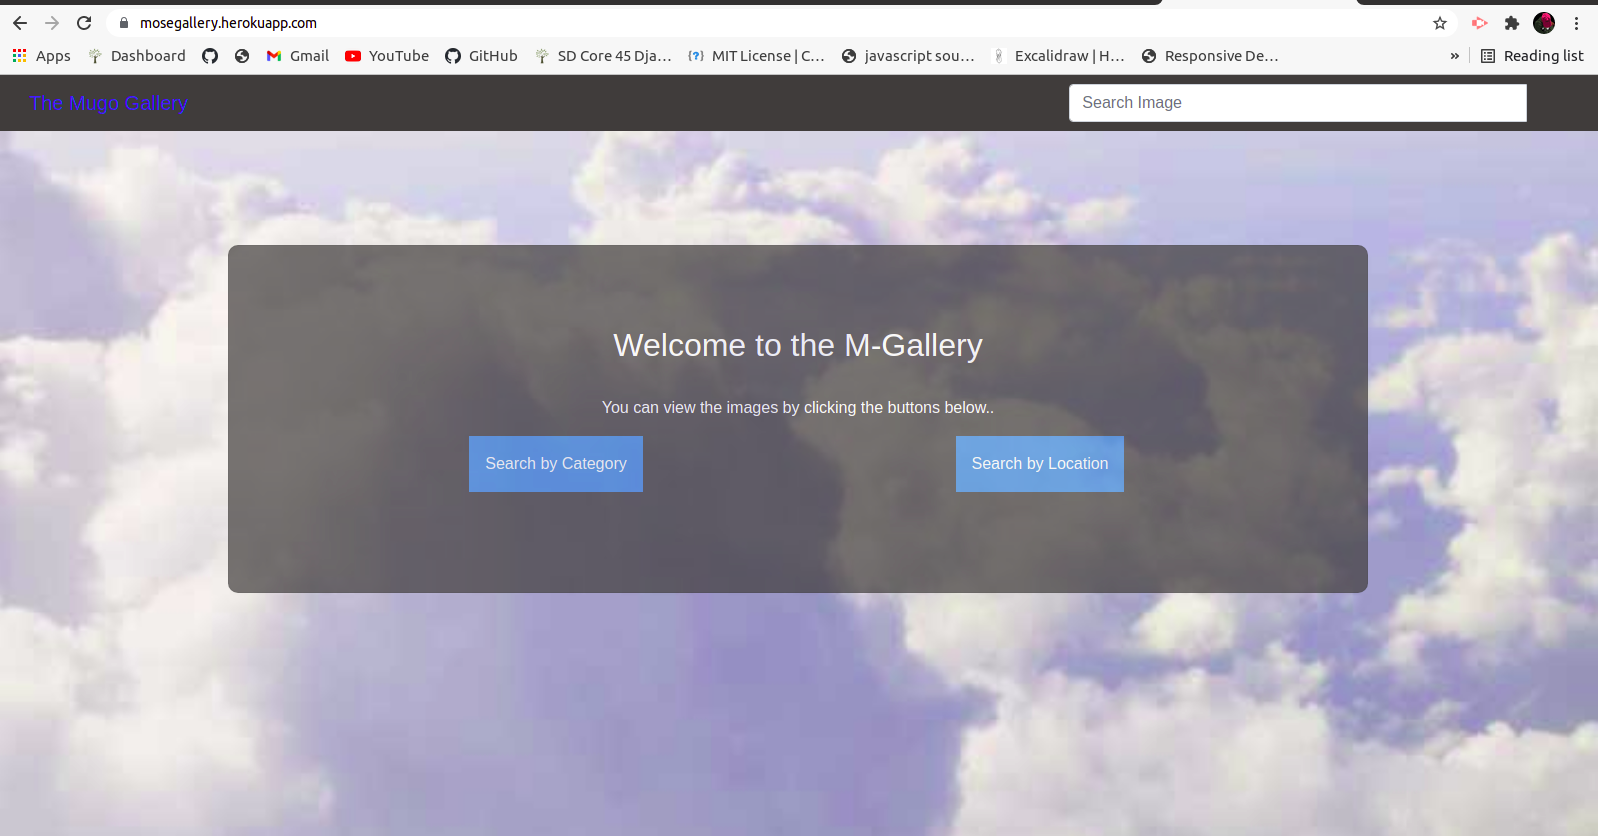 mosegallery.herokuapp.com
Apps Dashboard Gmail YouTube GitHub SD Core 45 Dja... MIT License | C... javascript sou... Excalidraw | H... Responsive De... » Reading list
The Mugo Gallery Search Image
Welcome to the M-Gallery
You can view the images by clicking the buttons below..
Search by Category Search by Location